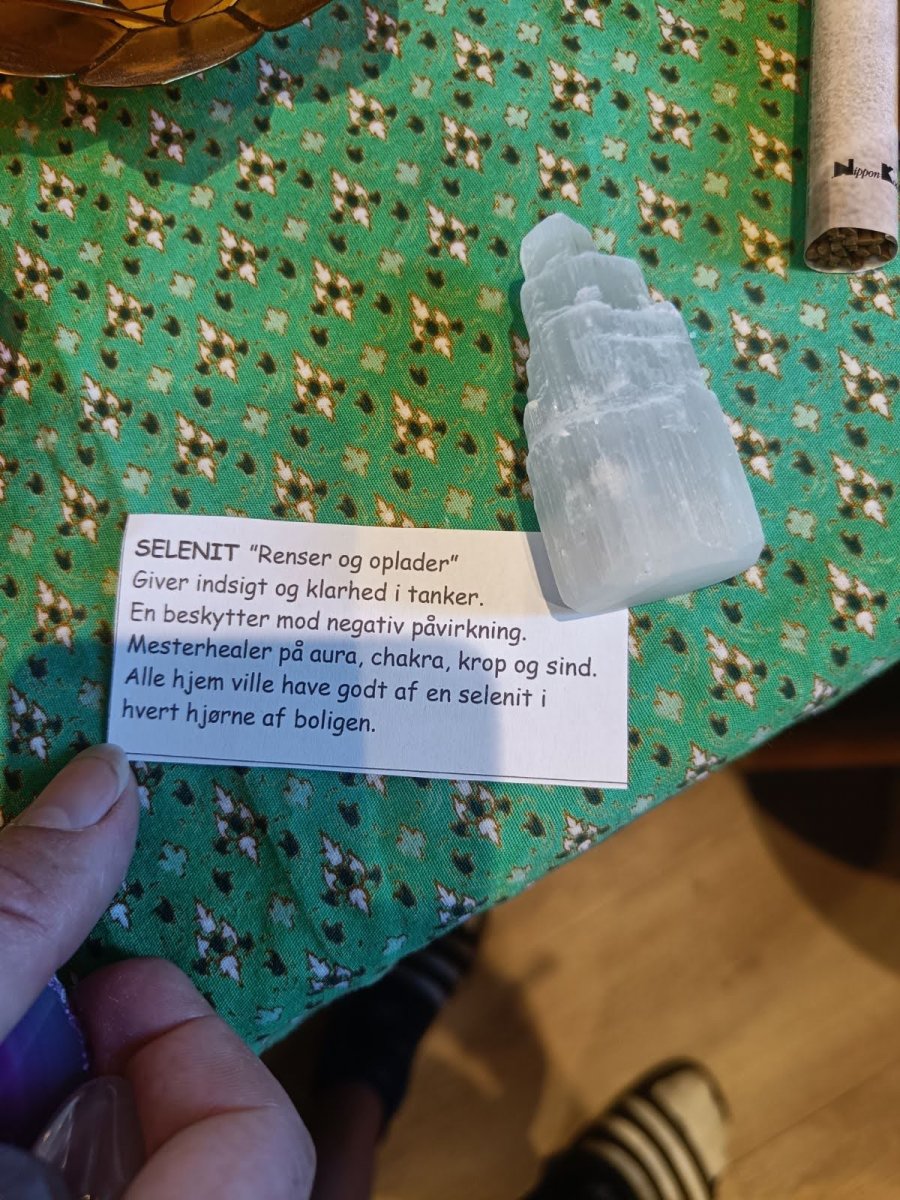 Nippon K
SELENIT "Renser og oplader"
Giver indsigt og klarhed i tanker.
En beskytter mod negativ påvirkning.
Mesterhealer på aura, chakra, krop og sind.
Alle hjem ville have godt af en selenit i
hvert hjørne af boligen.